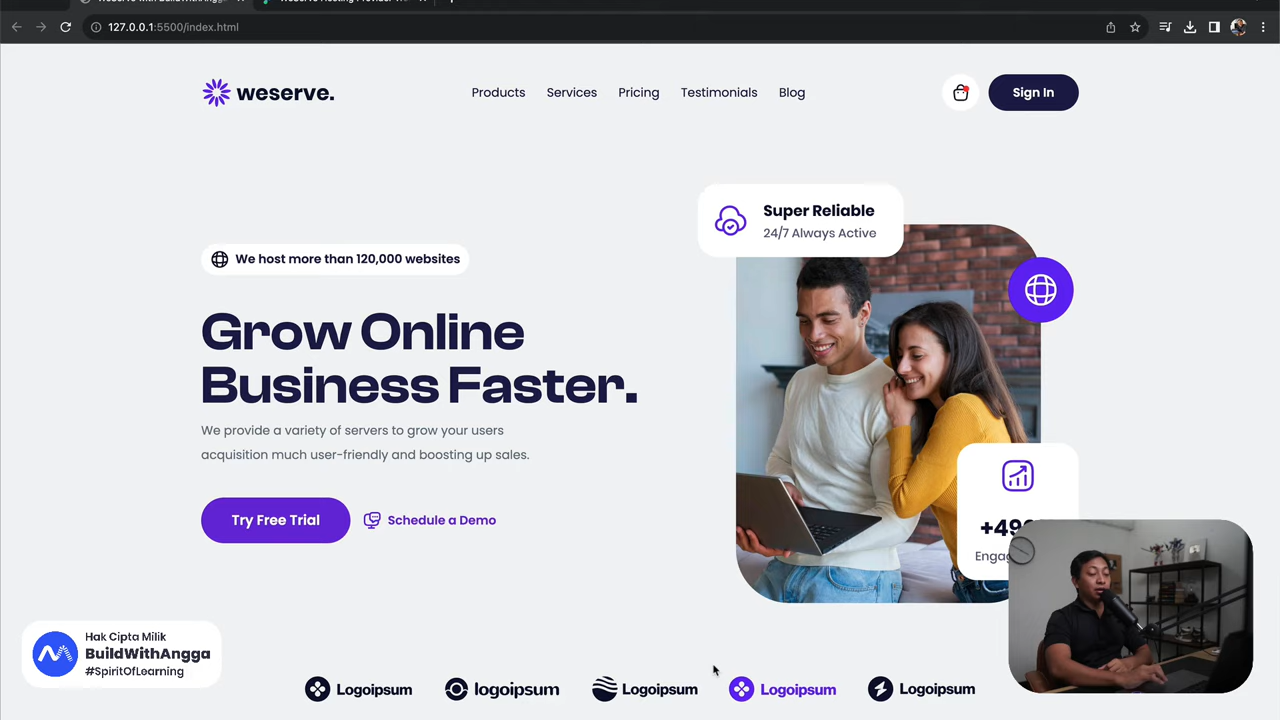 127.0.0.1:5500/index.html
weserve.
Products
Services
Pricing
Testimonials
Blog
Sign In
Super Reliable
24/7 Always Active
We host more than 120,000 websites
Grow Online
Business Faster.
We provide a variety of servers to grow your users
acquisition much user-friendly and boosting up sales.
Try Free Trial
Schedule a Demo
Hak Cipta Milik
BuildWithAngga
#SpiritOfLearning
Logoipsum
logoipsum
Logoipsum
Logoipsum
Logoipsum